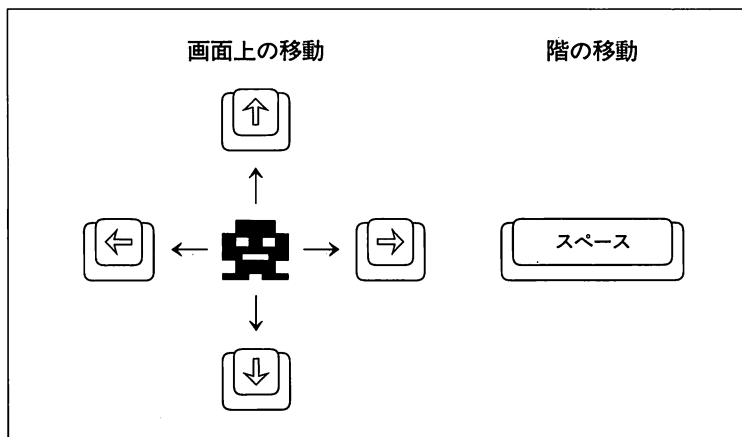 画面上の移動
階の移動
↑
← → スペース
↓